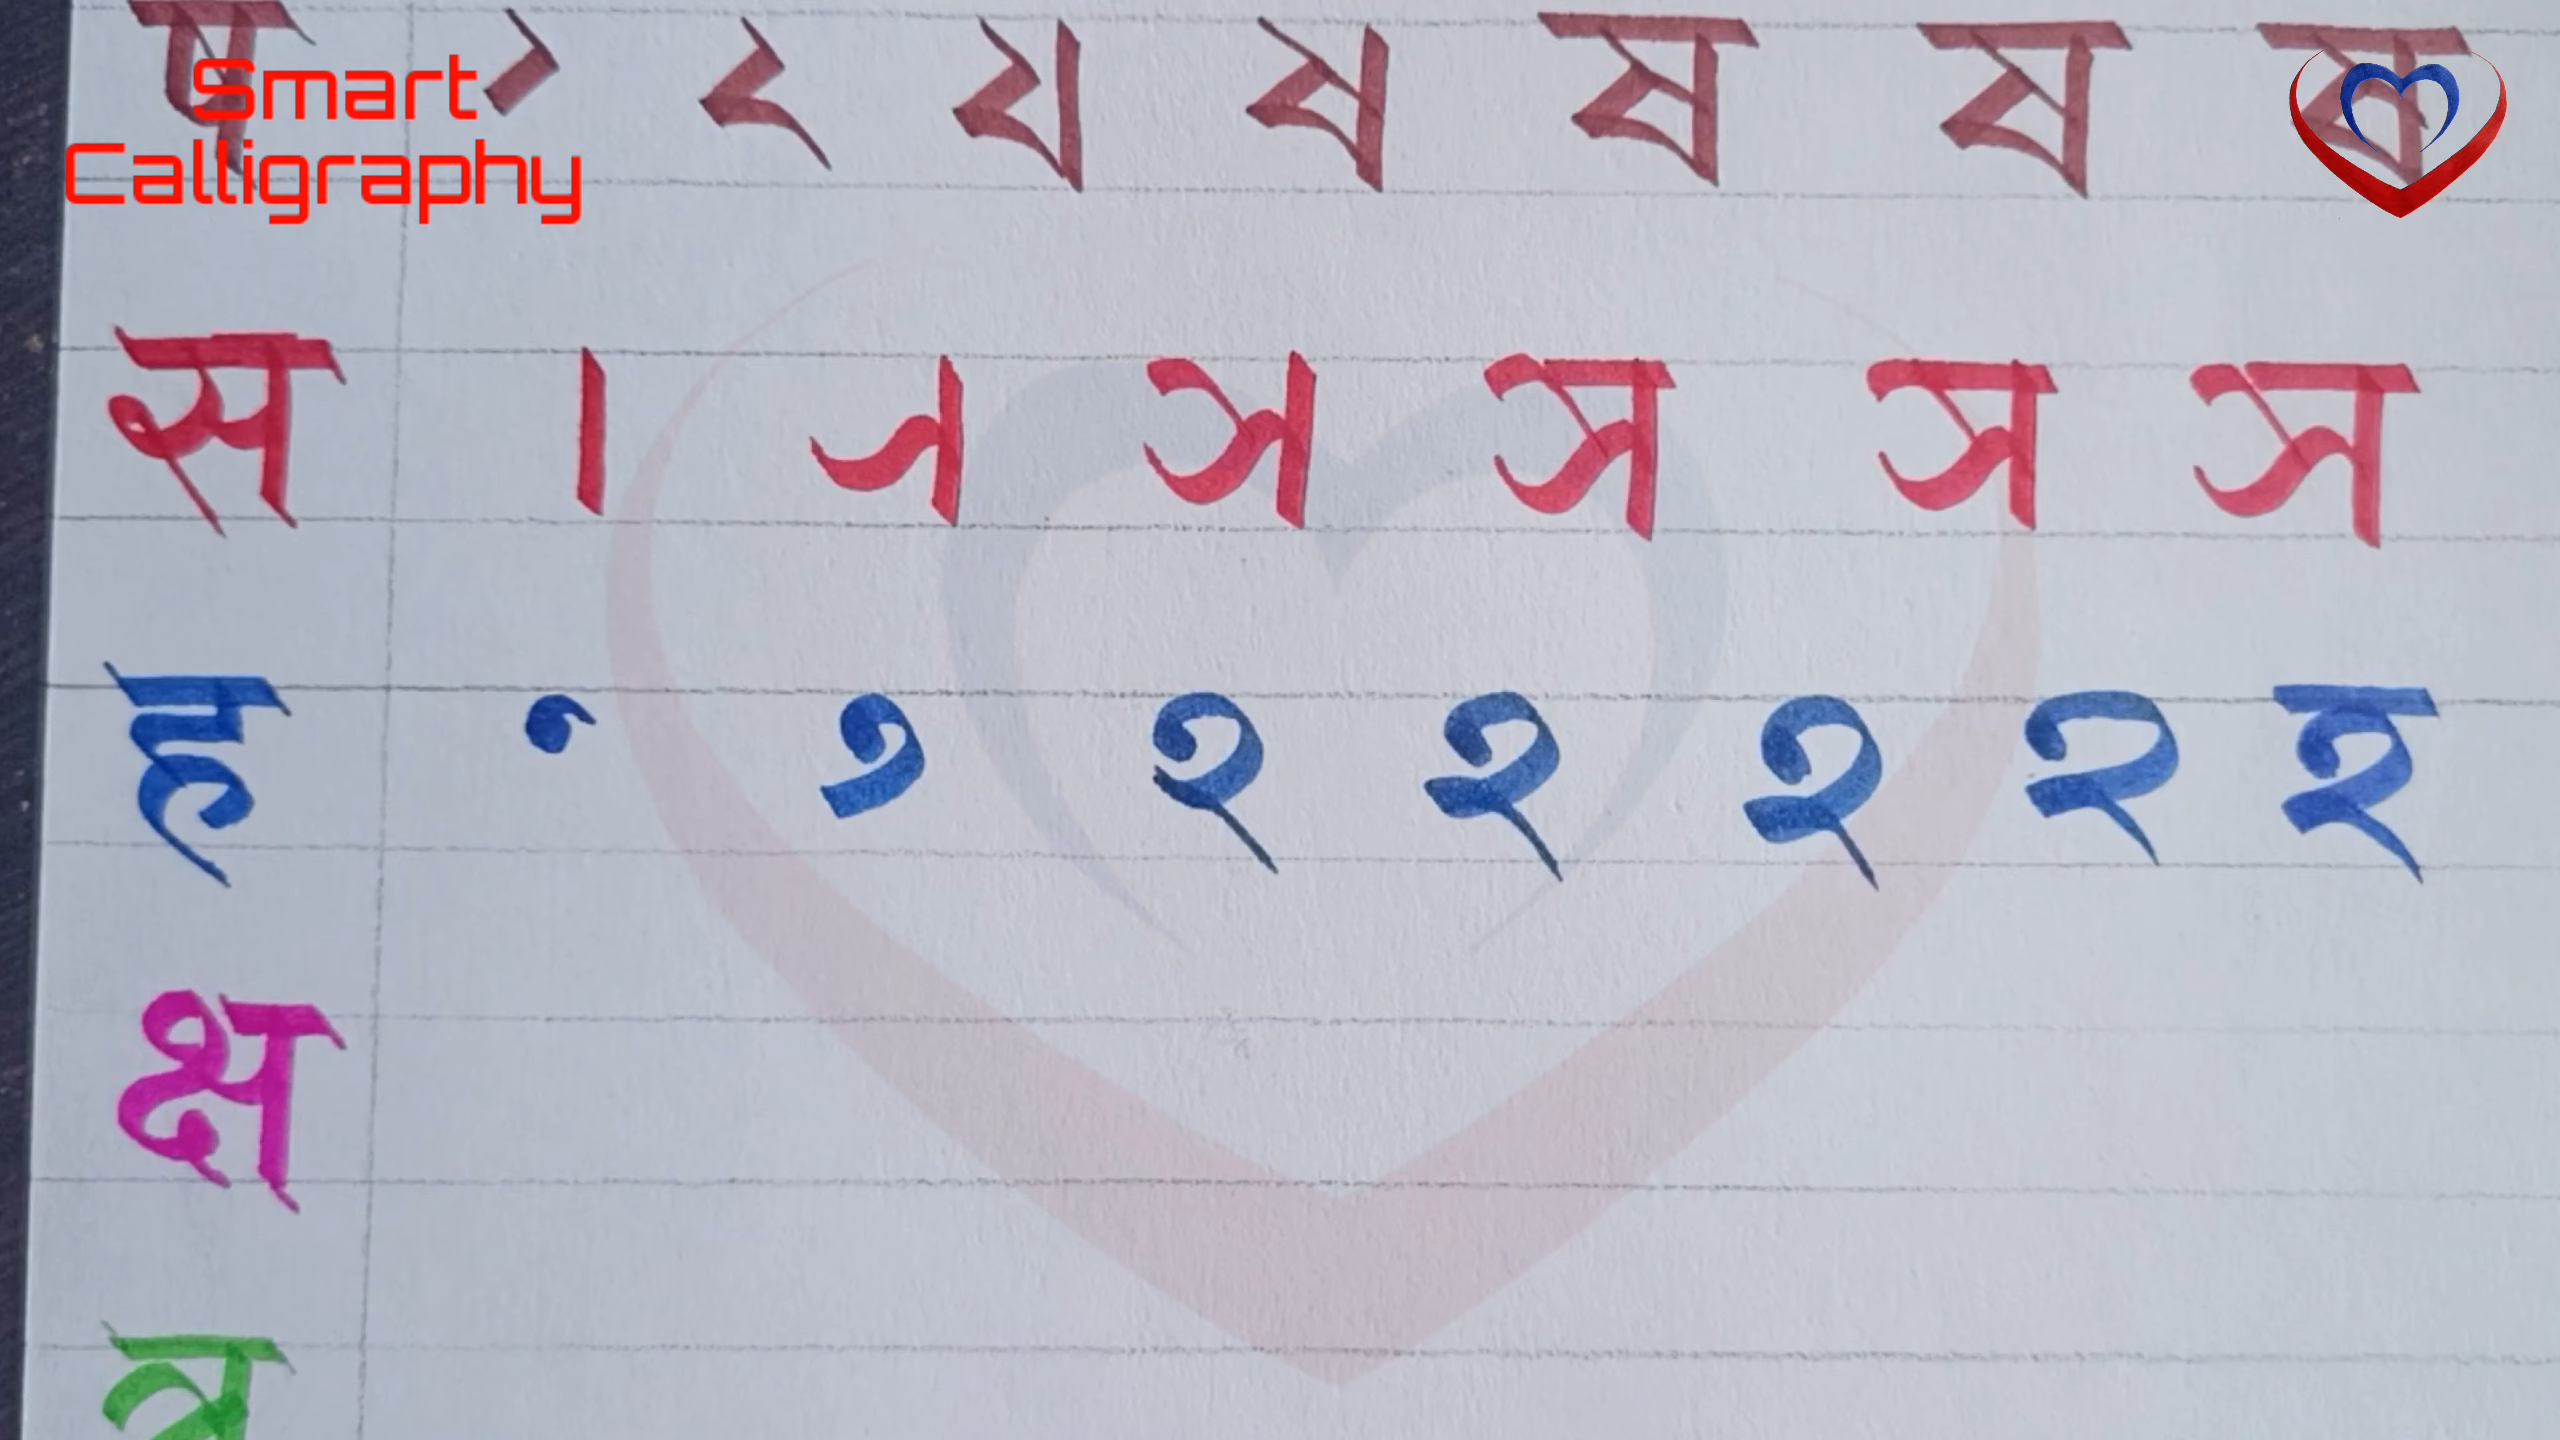 Smart
Calligraphy
ष ষ ষ ষ ষ
स । স স স স
ह হ হ হ হ হ
क्ष
त्र